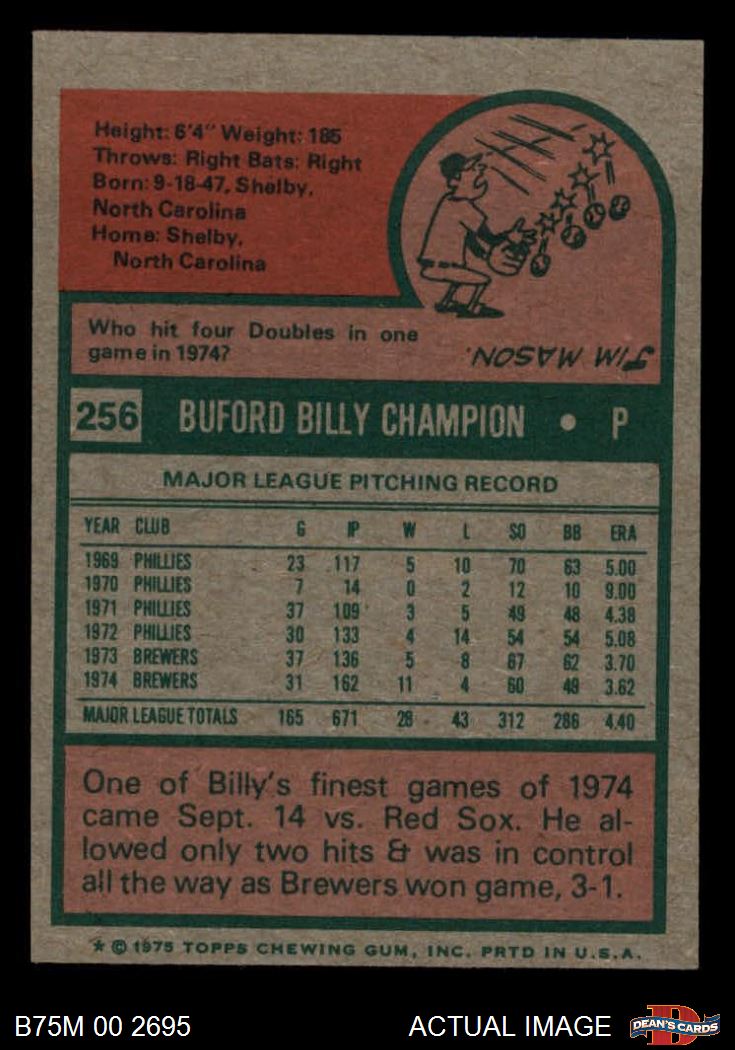 Height: 6'4" Weight: 185
Throws: Right Bats: Right
Born: 9-18-47, Shelby,
North Carolina
Home: Shelby,
North Carolina
Who hit four Doubles in one
game in 1974?
JIM MASON.
256 BUFORD BILLY CHAMPION • P
MAJOR LEAGUE PITCHING RECORD
YEAR CLUB G IP W L SO BB ERA
1969 PHILLIES 23 117 5 10 70 63 5.00
1970 PHILLIES 7 14 0 2 12 10 9.00
1971 PHILLIES 37 109 3 5 49 48 4.38
1972 PHILLIES 30 133 4 14 54 54 5.08
1973 BREWERS 37 136 5 8 67 62 3.70
1974 BREWERS 31 162 11 4 60 49 3.62
MAJOR LEAGUE TOTALS 165 671 28 43 312 286 4.40
One of Billy's finest games of 1974
came Sept. 14 vs. Red Sox. He al-
lowed only two hits & was in control
all the way as Brewers won game, 3-1.
* © 1975 TOPPS CHEWING GUM, INC. PRTD IN U.S.A.
B75M 00 2695 ACTUAL IMAGE D DEAN'S CARDS